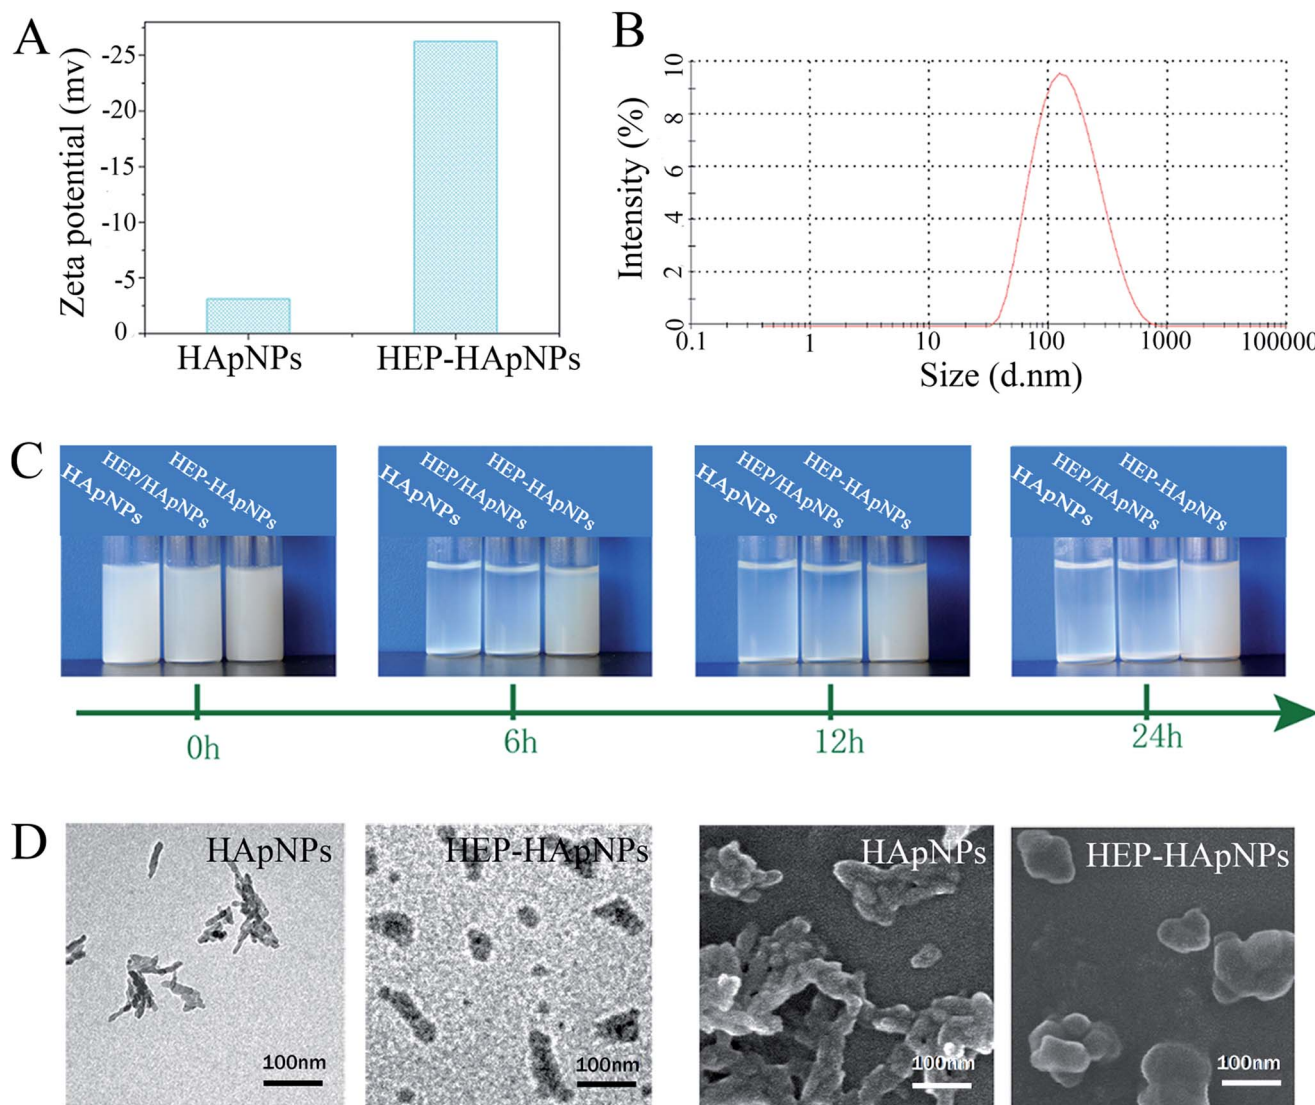 A
Zeta potential (mv)
-25
-20
-15
-10
-5
0
HApNPs
HEP-HApNPs
B
Intensity (%)
10
8
6
4
2
0
0.1
1
10
100
1000
100000
Size (d.nm)
C
HApNPs
HEP/HApNPs
HEP-HApNPs
HApNPs
HEP/HApNPs
HEP-HApNPs
HApNPs
HEP/HApNPs
HEP-HApNPs
HApNPs
HEP/HApNPs
HEP-HApNPs
0h
6h
12h
24h
D
HApNPs
100nm
HEP-HApNPs
100nm
HApNPs
100nm
HEP-HApNPs
100nm